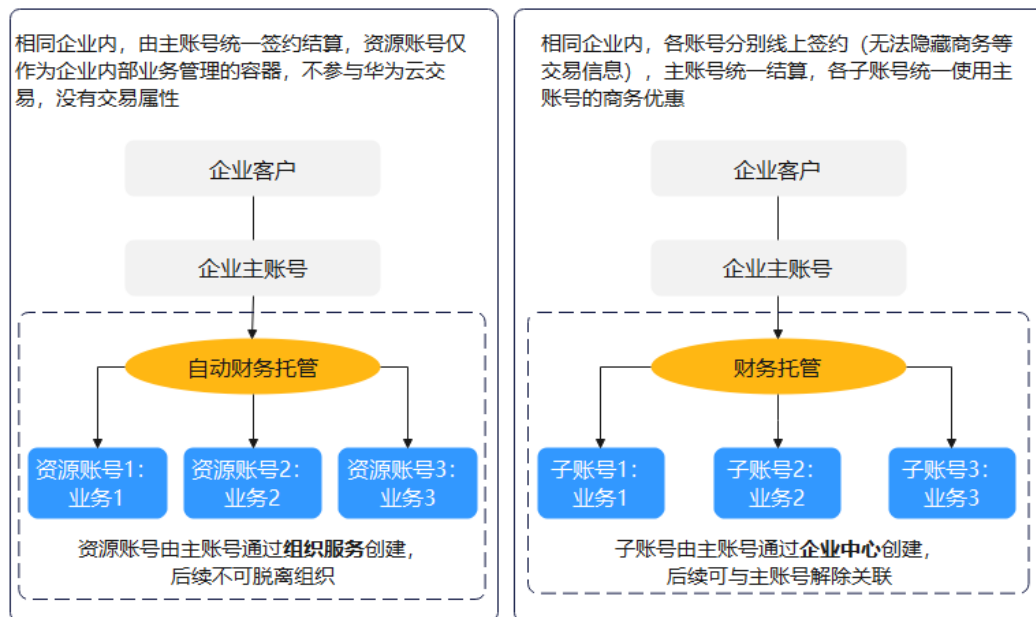 相同企业内，由主账号统一签约结算，资源账号仅
作为企业内部业务管理的容器，不参与华为云交
易，没有交易属性
企业客户
企业主账号
自动财务托管
资源账号1：
业务1
资源账号2：
业务2
资源账号3：
业务3
资源账号由主账号通过组织服务创建，
后续不可脱离组织
相同企业内，各账号分别线上签约（无法隐藏商务等
交易信息），主账号统一结算，各子账号统一使用主
账号的商务优惠
企业客户
企业主账号
财务托管
子账号1：
业务1
子账号2：
业务2
子账号3：
业务3
子账号由主账号通过企业中心创建，
后续可与主账号解除关联